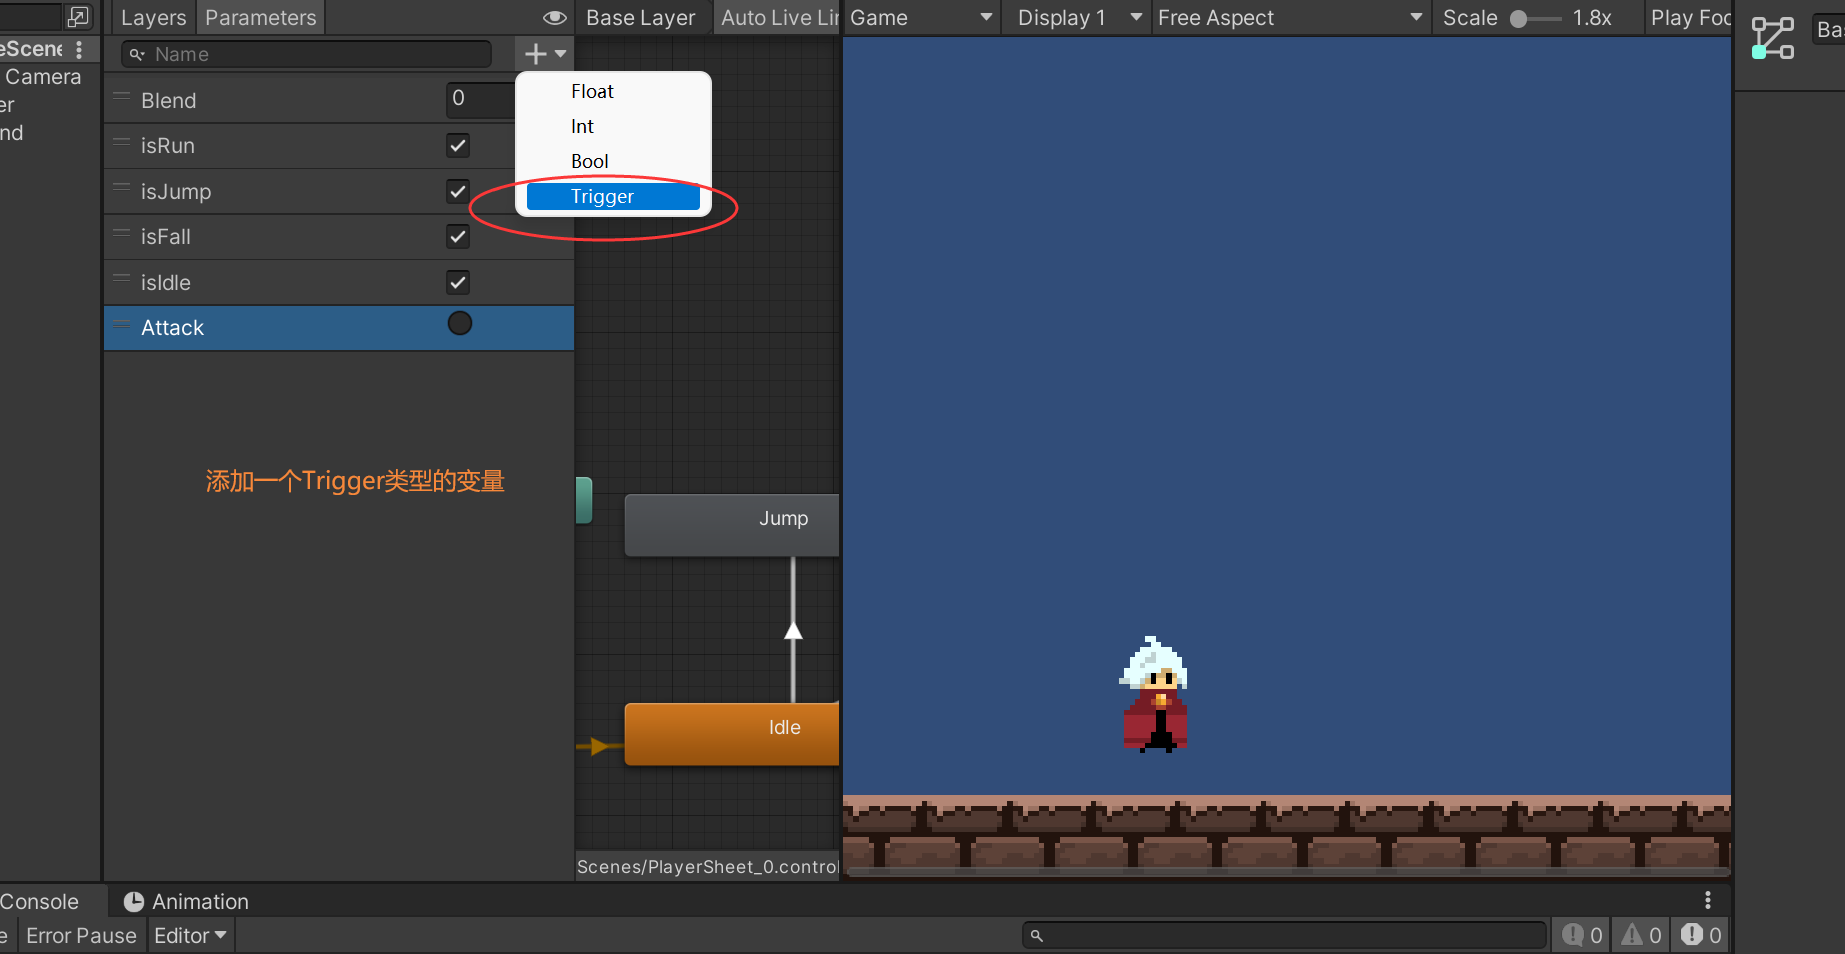 Layers Parameters
Base Layer
Auto Live Lin
Game
Display 1
Free Aspect
Scale
1.8x
Play Foc
Bas
eScene
Camera
er
nd
Name
Blend
0
isRun
isJump
isFall
isIdle
Attack
Float
Int
Bool
Trigger
添加一个Trigger类型的变量
Jump
Idle
Scenes/PlayerSheet_0.control
Console
Animation
e
Error Pause
Editor
0
0
0